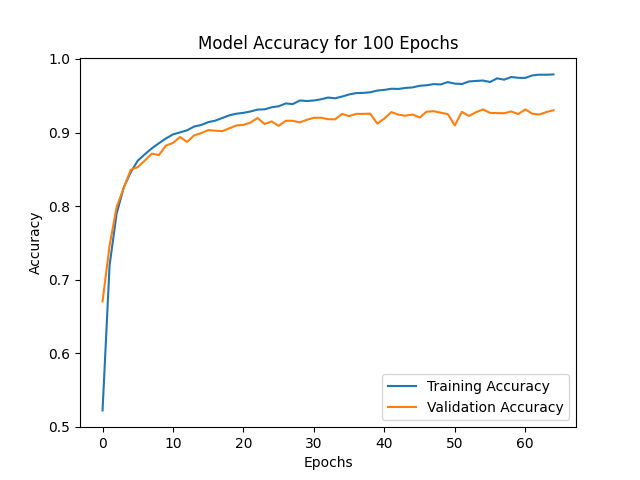 Model Accuracy for 100 Epochs
1.0
0.9
0.8
0.7
0.6
0.5
Accuracy
Training Accuracy
Validation Accuracy
0 10 20 30 40 50 60
Epochs